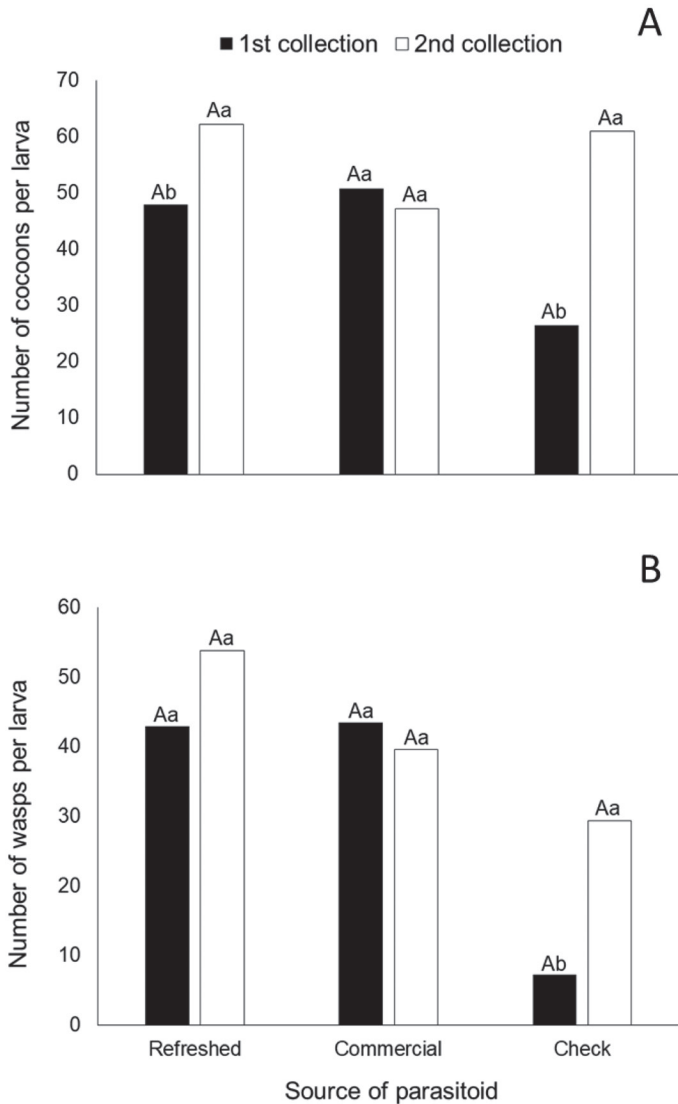 A
1st collection 2nd collection
Number of cocoons per larva
70
60
50
40
30
20
10
0
Ab
Aa
Aa
Aa
Ab
Aa
B
Number of wasps per larva
60
50
40
30
20
10
0
Aa
Aa
Aa
Aa
Ab
Aa
Refreshed Commercial Check
Source of parasitoid